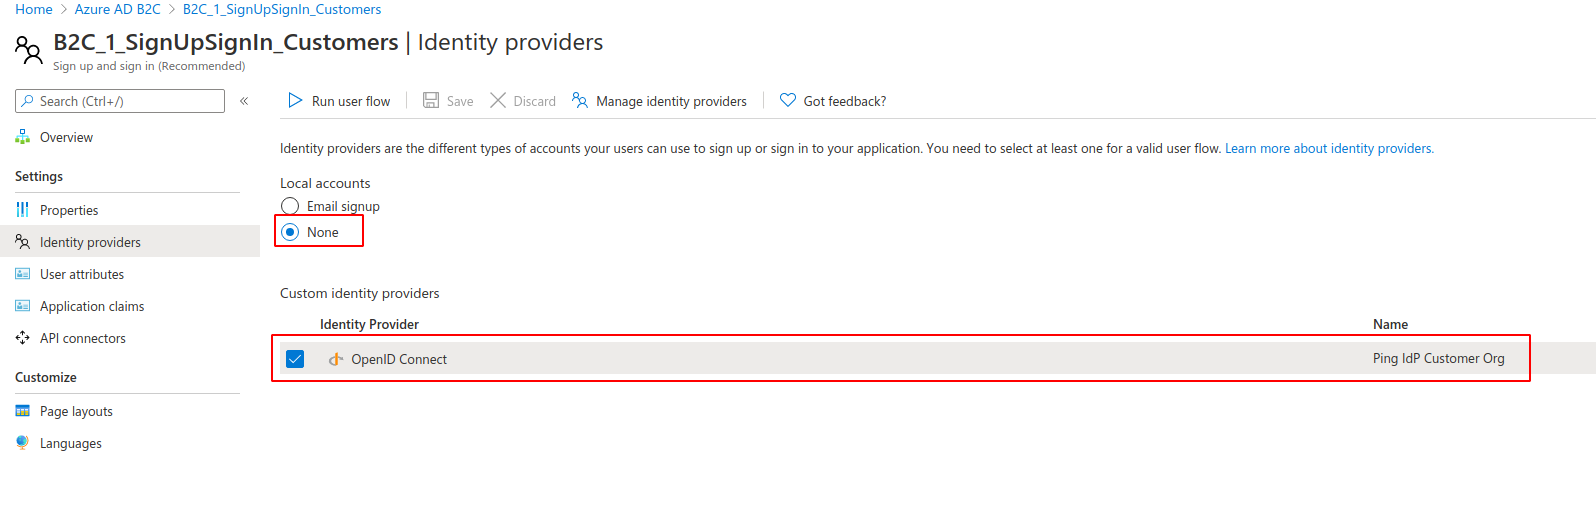 Home > Azure AD B2C > B2C_1_SignUpSignIn_Customers
B2C_1_SignUpSignIn_Customers | Identity providers
Sign up and sign in (Recommended)
Search (Ctrl+/) «
Run user flow Save Discard Manage identity providers Got feedback?
Overview
Settings
Properties
Identity providers
User attributes
Application claims
API connectors
Customize
Page layouts
Languages
Identity providers are the different types of accounts your users can use to sign up or sign in to your application. You need to select at least one for a valid user flow. Learn more about identity providers.
Local accounts
Email signup
None
Custom identity providers
Identity Provider Name
OpenID Connect Ping IdP Customer Org